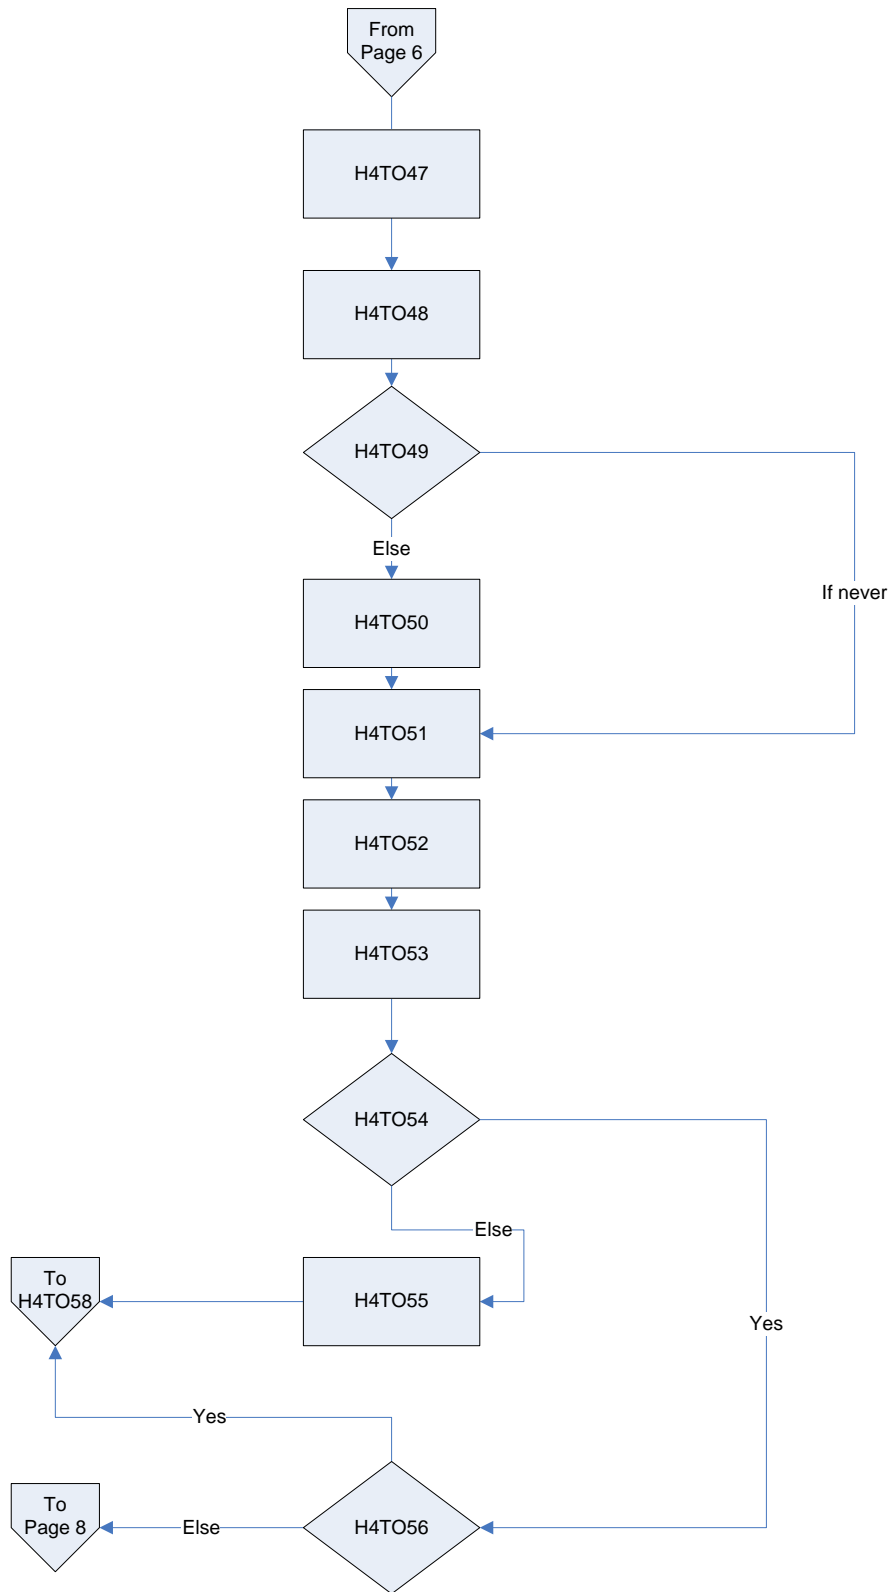 From
Page 6
H4TO47
H4TO48
H4TO49
Else
If never
H4TO50
H4TO51
H4TO52
H4TO53
H4TO54
Else
To
H4TO58
H4TO55
Yes
Yes
To
Page 8
Else
H4TO56